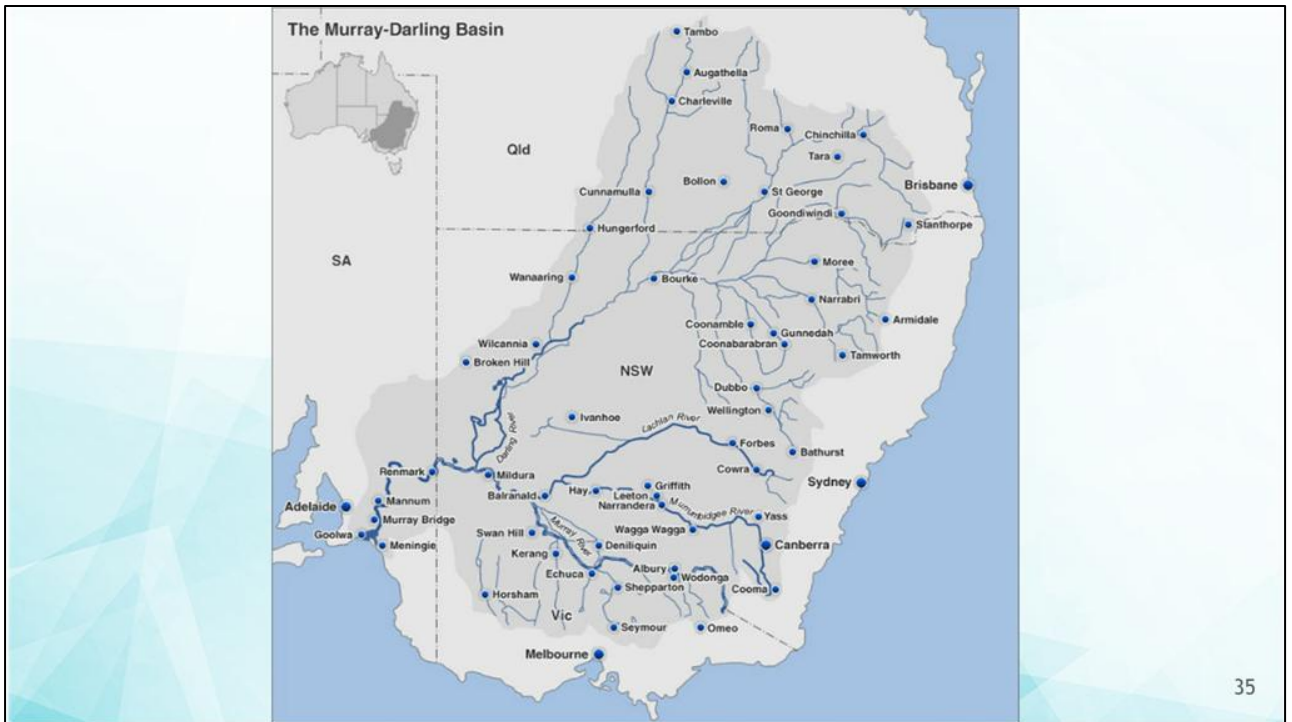 The Murray-Darling Basin
Tambo
Augathella
Charleville
Roma
Chinchilla
Qld
Tara
Bollon
Brisbane
Cunnamulla
St George
Goondiwindi
Stanthorpe
Hungerford
SA
Moree
Wanaaring
Bourke
Narrabri
Armidale
Coonamble
Gunnedah
Wilcannia
Coonabarabran
Tamworth
Broken Hill
NSW
Dubbo
Wellington
Ivanhoe
Lachlan River
Darling River
Forbes
Bathurst
Renmark
Mildura
Cowra
Sydney
Griffith
Hay
Balranald
Leeton
Mannum
Narrandera
Adelaide
Murrumbidgee River
Yass
Murray Bridge
Wagga Wagga
Swan Hill
Murray River
Goolwa
Meningie
Deniliquin
Canberra
Kerang
Albury
Echuca
Wodonga
Shepparton
Cooma
Horsham
Vic
Seymour
Omeo
Melbourne
35